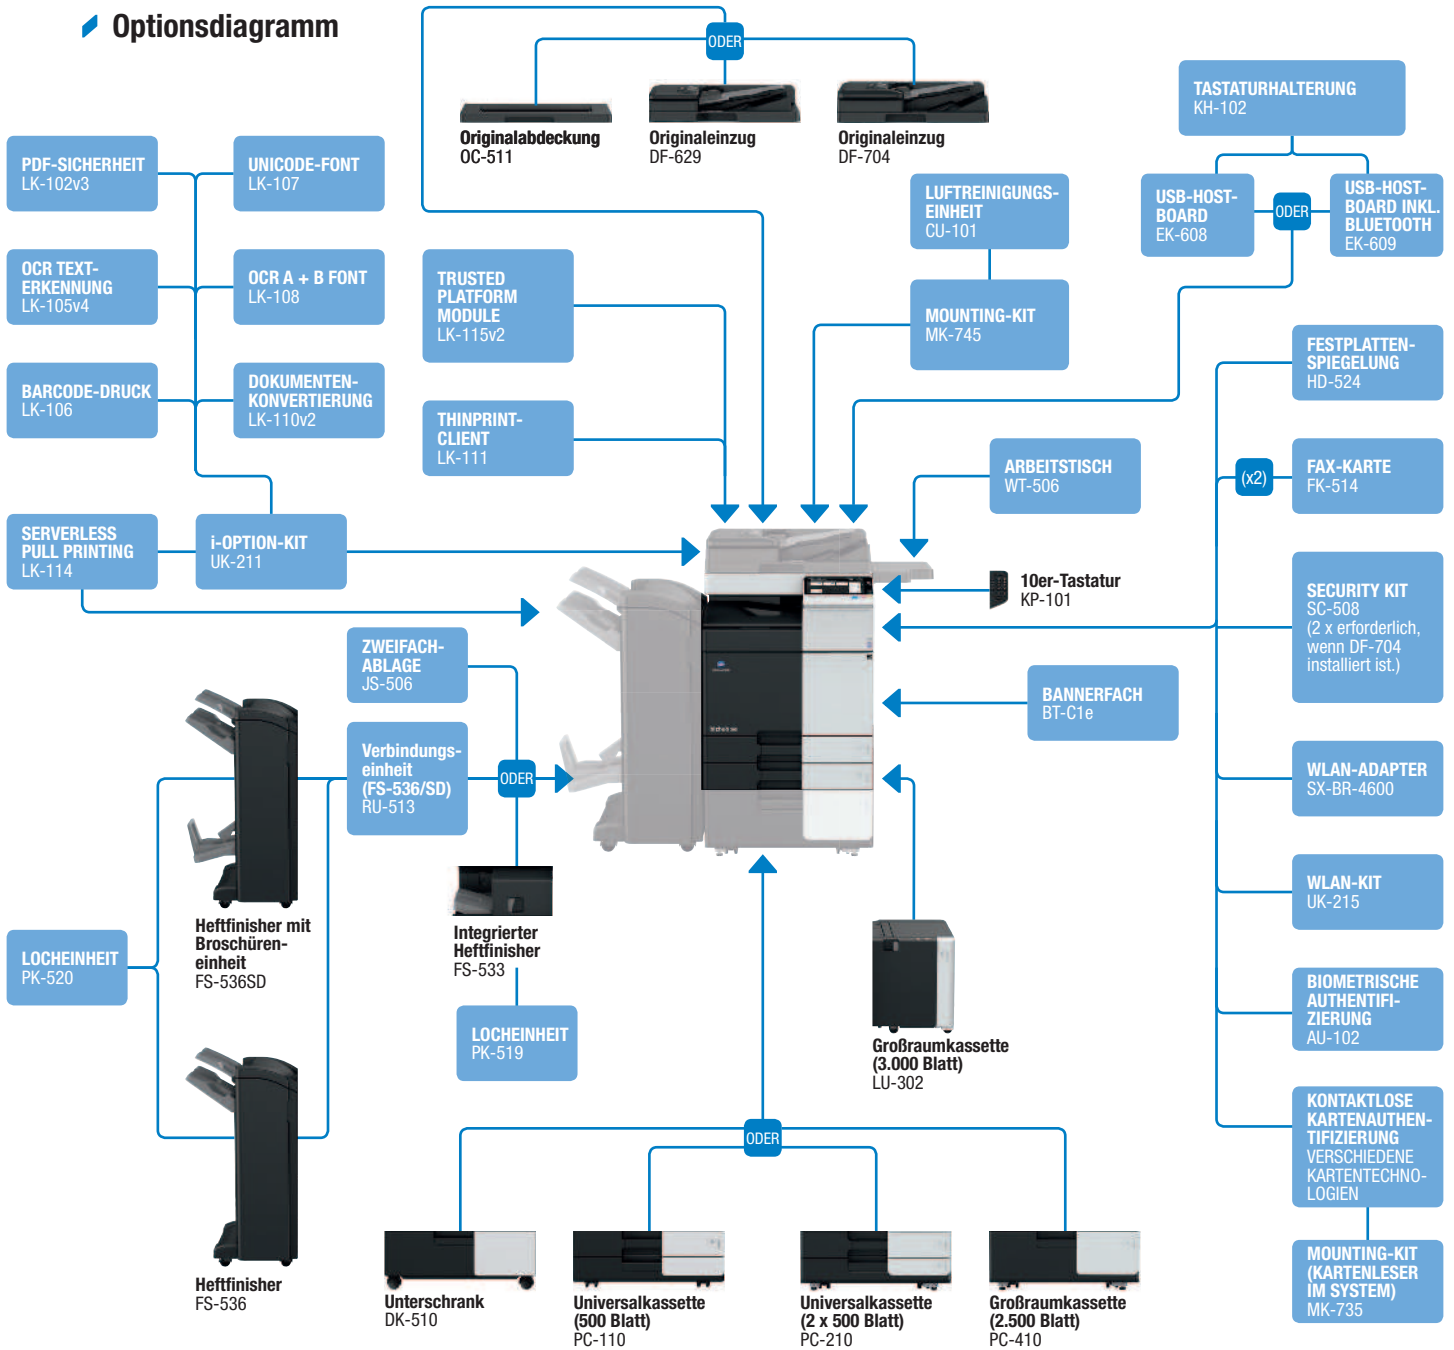 Optionsdiagramm
ODER
Originalabdeckung
OC-511
Originaleinzug
DF-629
Originaleinzug
DF-704
TASTATURHALTERUNG
KH-102
PDF-SICHERHEIT
LK-102v3
UNICODE-FONT
LK-107
LUFTREINIGUNGS-
EINHEIT
CU-101
USB-HOST-
BOARD
EK-608
ODER
USB-HOST-
BOARD INKL.
BLUETOOTH
EK-609
OCR TEXT-
ERKENNUNG
LK-105v4
OCR A + B FONT
LK-108
TRUSTED
PLATFORM
MODULE
LK-115v2
MOUNTING-KIT
MK-745
FESTPLATTEN-
SPIEGELUNG
HD-524
BARCODE-DRUCK
LK-106
DOKUMENTEN-
KONVERTIERUNG
LK-110v2
THINPRINT-
CLIENT
LK-111
ARBEITSTISCH
WT-506
(x2)
FAX-KARTE
FK-514
SERVERLESS
PULL PRINTING
LK-114
i-OPTION-KIT
UK-211
10er-Tastatur
KP-101
SECURITY KIT
SC-508
(2 x erforderlich,
wenn DF-704
installiert ist.)
ZWEIFACH-
ABLAGE
JS-506
BANNERFACH
BT-C1e
Verbindungs-
einheit
(FS-536/SD)
RU-513
ODER
WLAN-ADAPTER
SX-BR-4600
WLAN-KIT
UK-215
Heftfinisher mit
Broschüren-
einheit
FS-536SD
Integrierter
Heftfinisher
FS-533
LOCHEINHEIT
PK-520
BIOMETRISCHE
AUTHENTIFI-
ZIERUNG
AU-102
LOCHEINHEIT
PK-519
Großraumkassette
(3.000 Blatt)
LU-302
KONTAKTLOSE
KARTENAUTHEN-
TIFIZIERUNG
VERSCHIEDENE
KARTENTECHNO-
LOGIEN
ODER
MOUNTING-KIT
(KARTENLESER
IM SYSTEM)
MK-735
Heftfinisher
FS-536
Unterschrank
DK-510
Universalkassette
(500 Blatt)
PC-110
Universalkassette
(2 x 500 Blatt)
PC-210
Großraumkassette
(2.500 Blatt)
PC-410